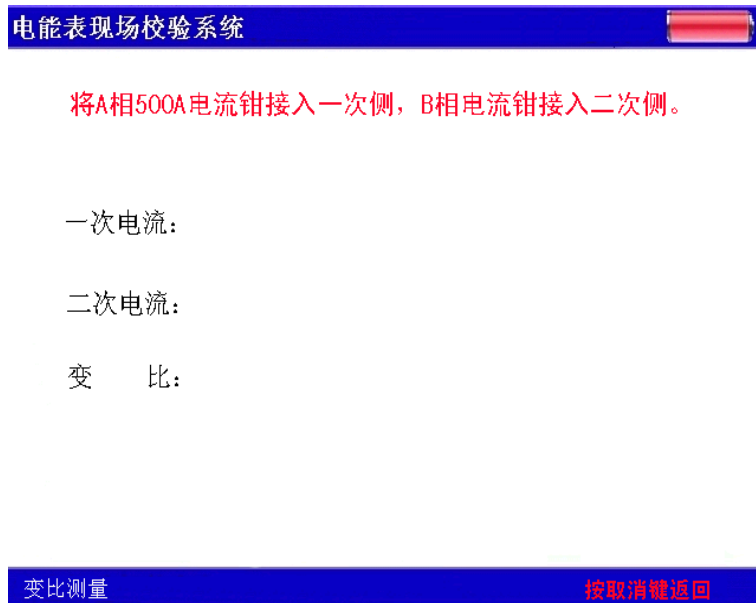 电能表现场校验系统
将A相500A电流钳接入一次侧，B相电流钳接入二次侧。
一次电流：
二次电流：
变 比：
变比测量 按取消键返回